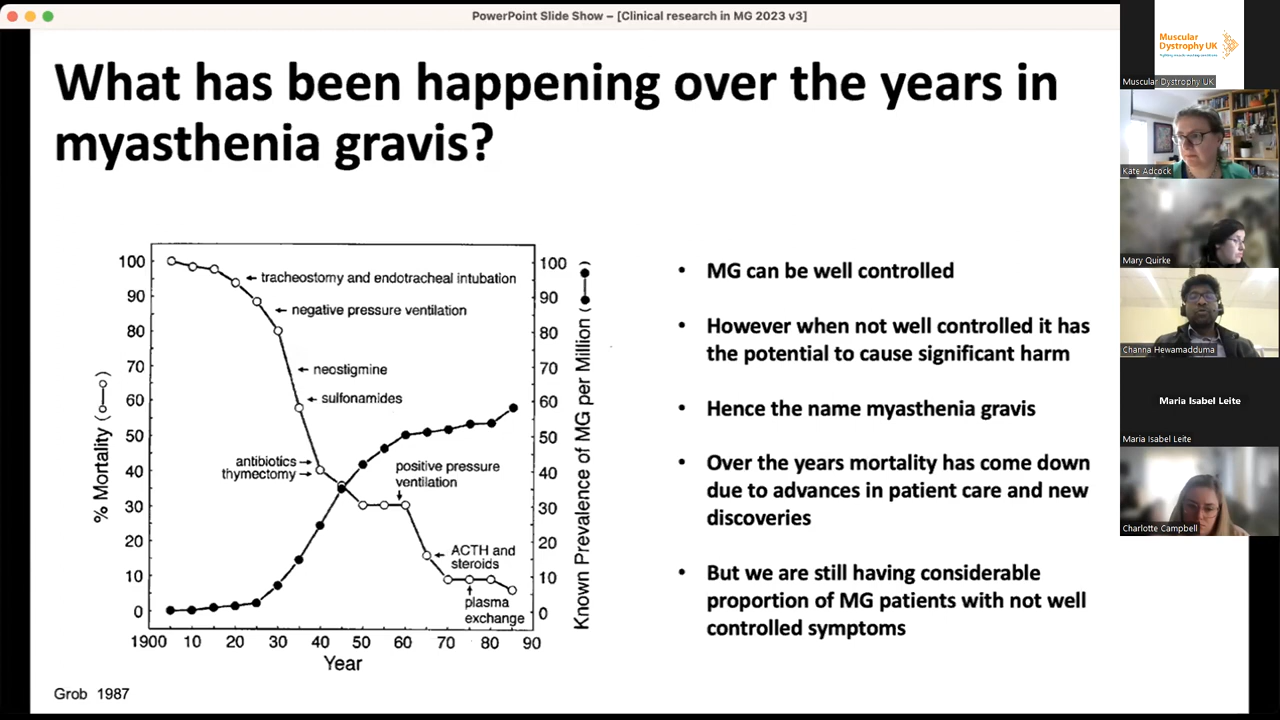 PowerPoint Slide Show – [Clinical research in MG 2023 v3]
What has been happening over the years in
myasthenia gravis?
100
90
80
70
60
50
40
30
20
10
0
% Mortality (o—o)
tracheostomy and endotracheal intubation
negative pressure ventilation
neostigmine
sulfonamides
antibiotics
thymectomy
positive pressure
ventilation
ACTH and
steroids
plasma
exchange
100
90
80
70
60
50
40
30
20
10
0
Known Prevalence of MG per Million (●—●)
1900 10 20 30 40 50 60 70 80 90
Year
Grob 1987
• MG can be well controlled
• However when not well controlled it has
the potential to cause significant harm
• Hence the name myasthenia gravis
• Over the years mortality has come down
due to advances in patient care and new
discoveries
• But we are still having considerable
proportion of MG patients with not well
controlled symptoms
Muscular
Dystrophy UK
Muscular Dystrophy UK
Kate Adcock
Mary Quirke
Channa Hewamadduma
Maria Isabel Leite
Maria Isabel Leite
Charlotte Campbell